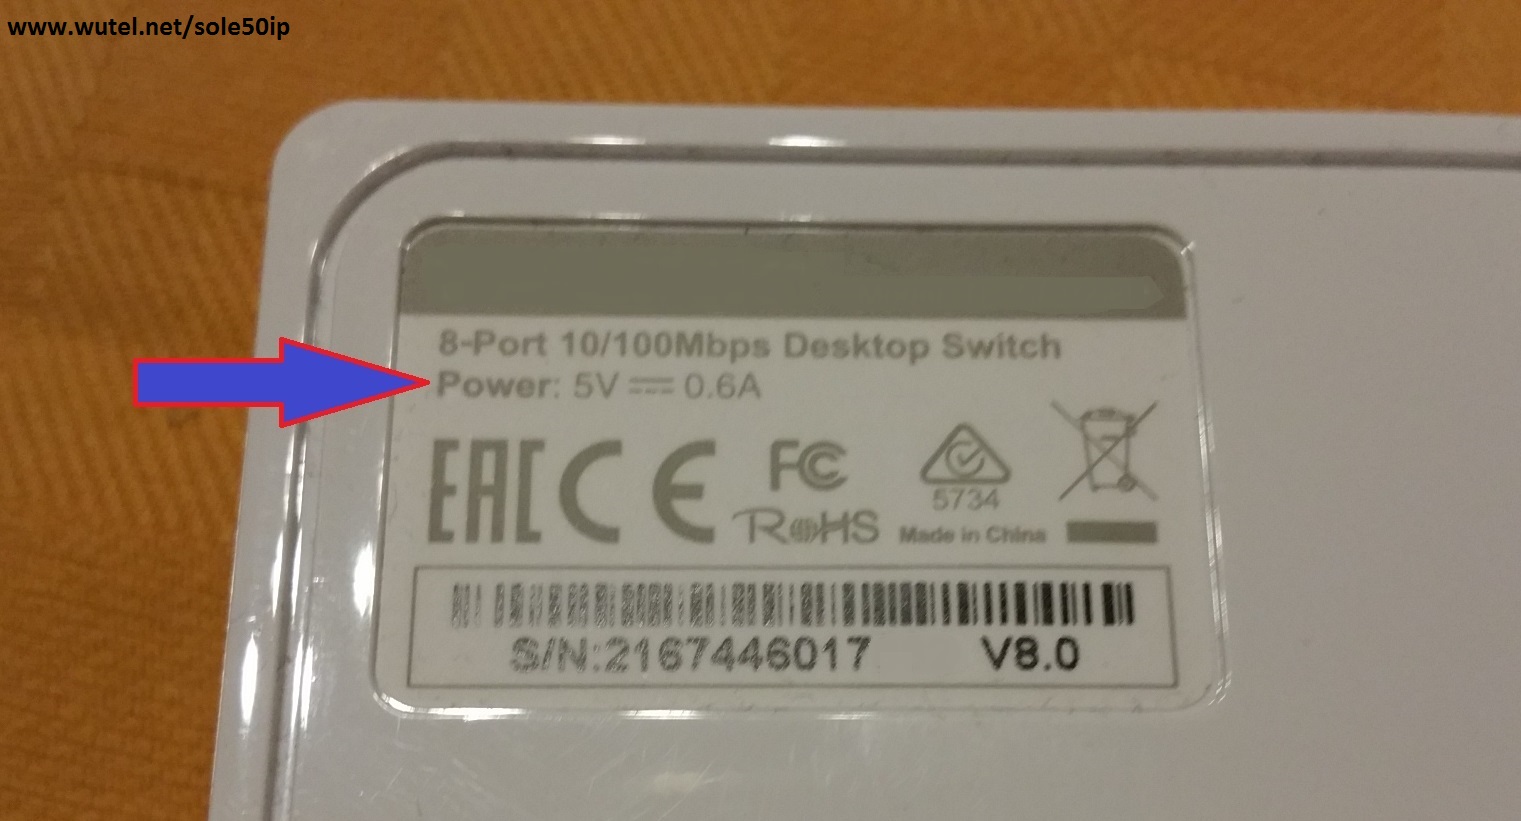 www.wutel.net/sole50ip
8-Port 10/100Mbps Desktop Switch
Power: 5V ⎓ 0.6A
EAC CE FC
5734
RoHS Made in China
S/N:2167446017 V8.0